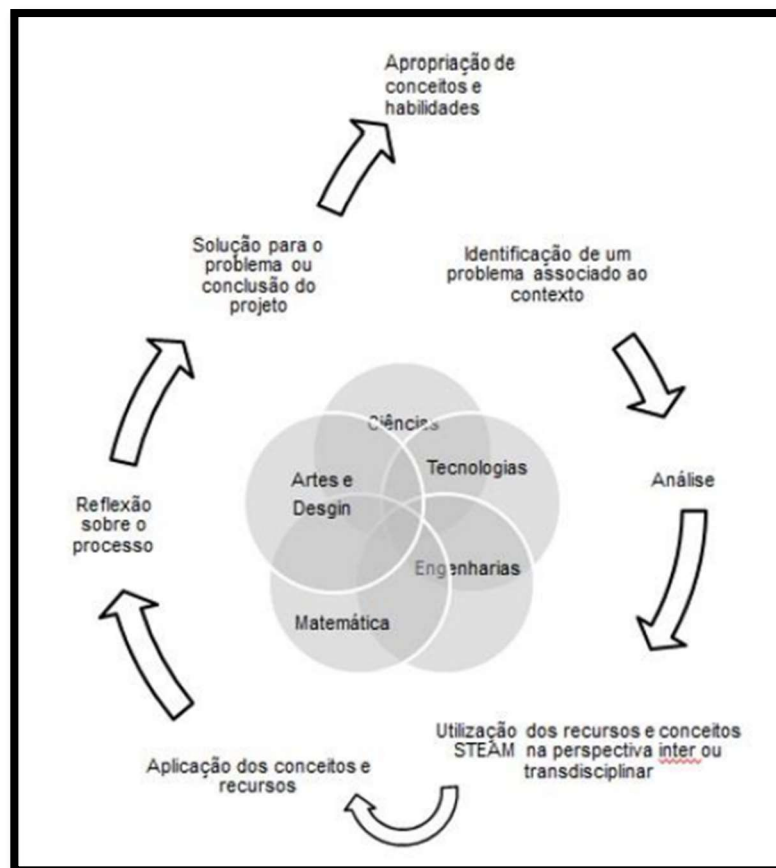 Apropriação de
conceitos e
habilidades
Solução para o
problema ou
conclusão do
projeto
Identificação de um
problema associado ao
contexto
Ciências
Tecnologias
Artes e
Desgin
Análise
Reflexão
sobre o
processo
Engenharias
Matemática
Utilização dos recursos e conceitos
STEAM na perspectiva inter ou
transdisciplinar
Aplicação dos conceitos e
recursos